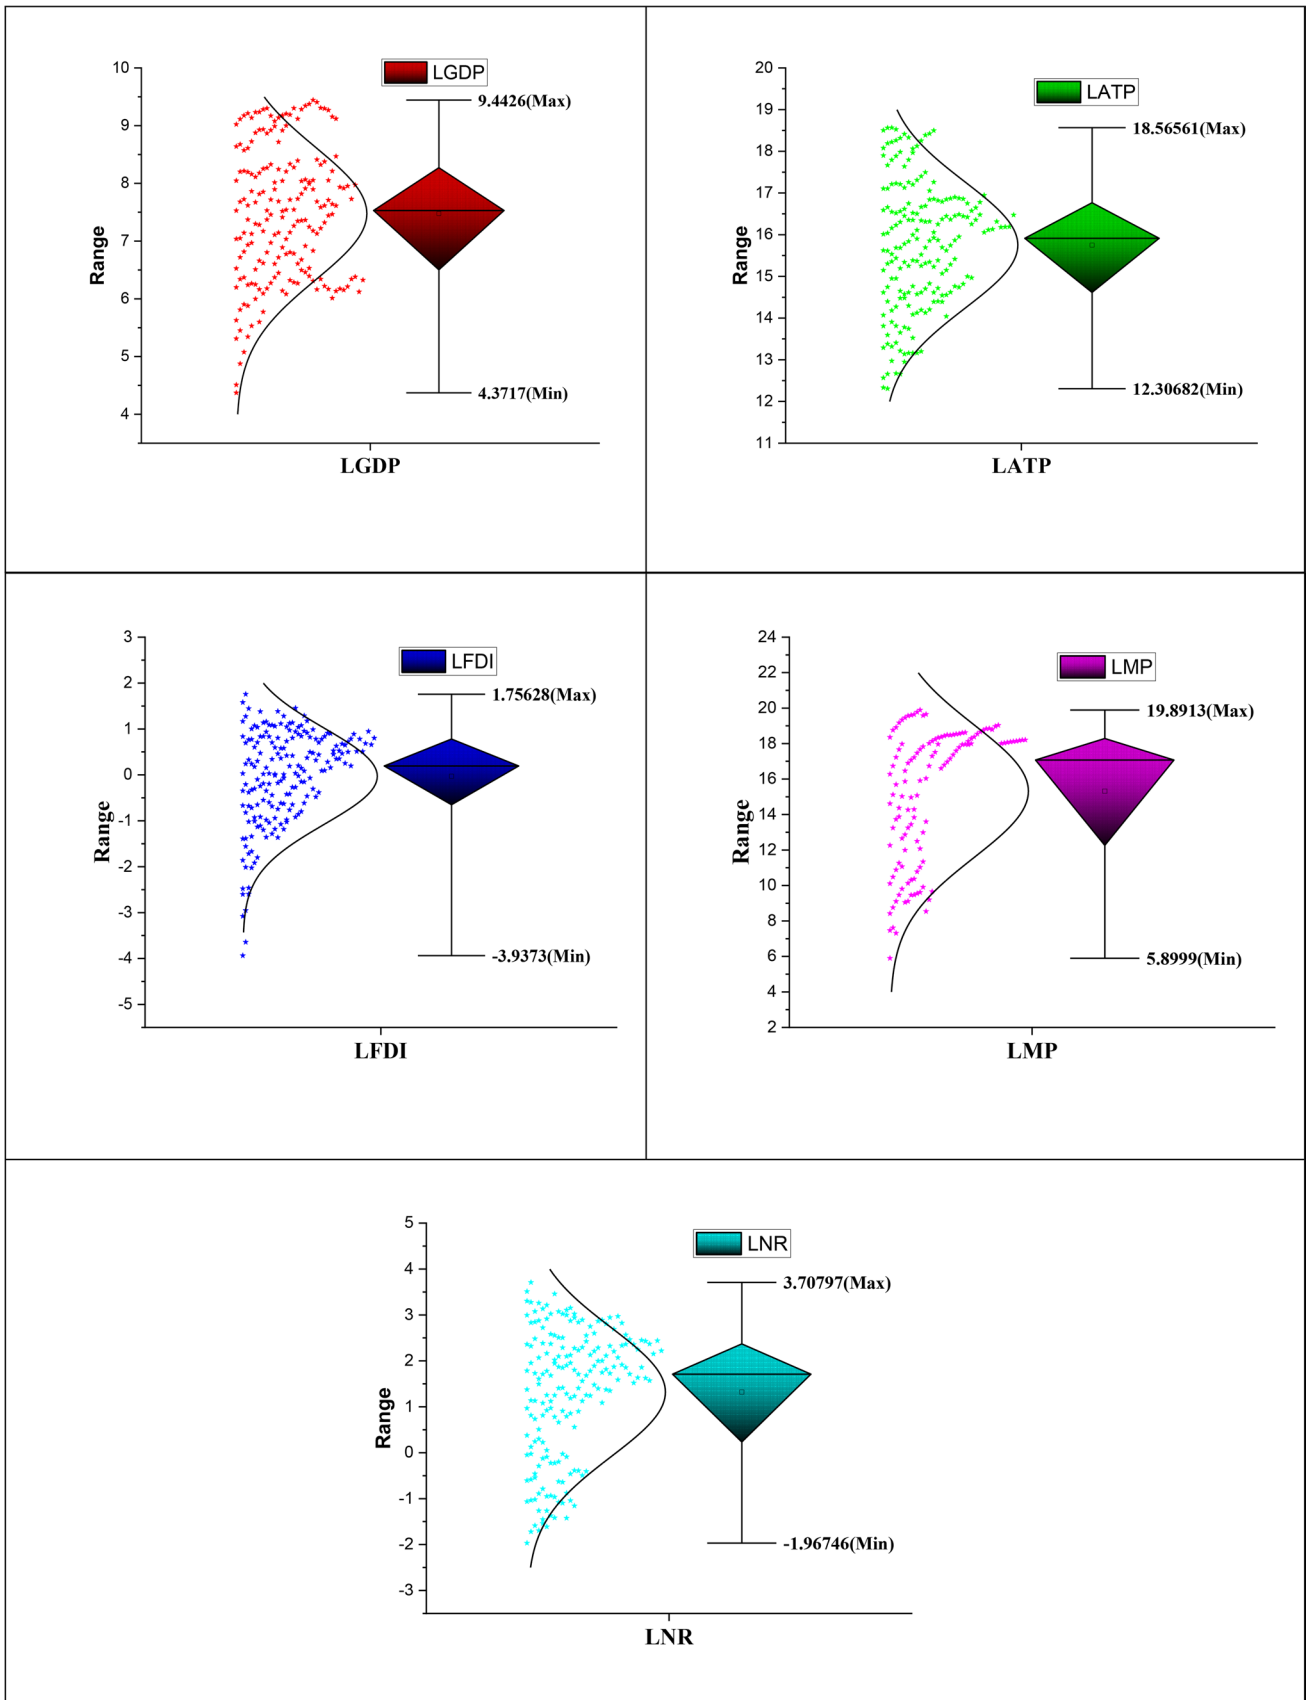 LGDP
10
9
8
7
6
5
4
Range
9.4426(Max)
4.3717(Min)
LGDP
LATP
20
19
18
17
16
15
14
13
12
11
Range
18.56561(Max)
12.30682(Min)
LATP
LFDI
3
2
1
0
-1
-2
-3
-4
-5
Range
1.75628(Max)
-3.9373(Min)
LFDI
LMP
24
22
20
18
16
14
12
10
8
6
4
2
Range
19.8913(Max)
5.8999(Min)
LMP
LNR
5
4
3
2
1
0
-1
-2
-3
Range
3.70797(Max)
-1.96746(Min)
LNR